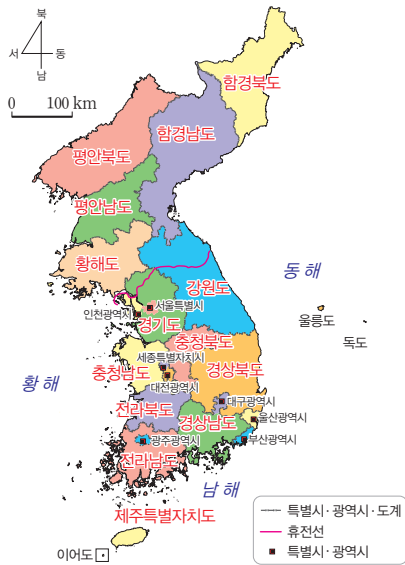 북
서
동
남
0 100 km
함경북도
함경남도
평안북도
평안남도
황해도
강원도
동해
서울특별시
인천광역시
경기도
울릉도
독도
충청북도
세종특별자치시
충청남도
경상북도
대전광역시
황해
대구광역시
전라북도
울산광역시
경상남도
광주광역시
부산광역시
전라남도
남해
제주특별자치도
이어도
특별시·광역시·도계
휴전선
특별시·광역시